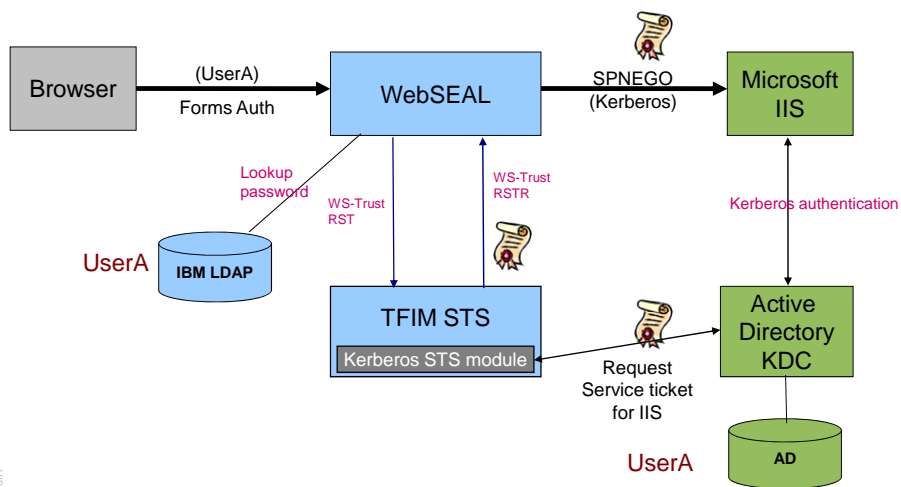 Browser
(UserA)
Forms Auth
WebSEAL
SPNEGO
(Kerberos)
Microsoft
IIS
Lookup
password
WS-Trust
RST
WS-Trust
RSTR
Kerberos authentication
UserA
IBM LDAP
TFIM STS
Kerberos STS module
Request
Service ticket
for IIS
Active
Directory
KDC
UserA
AD